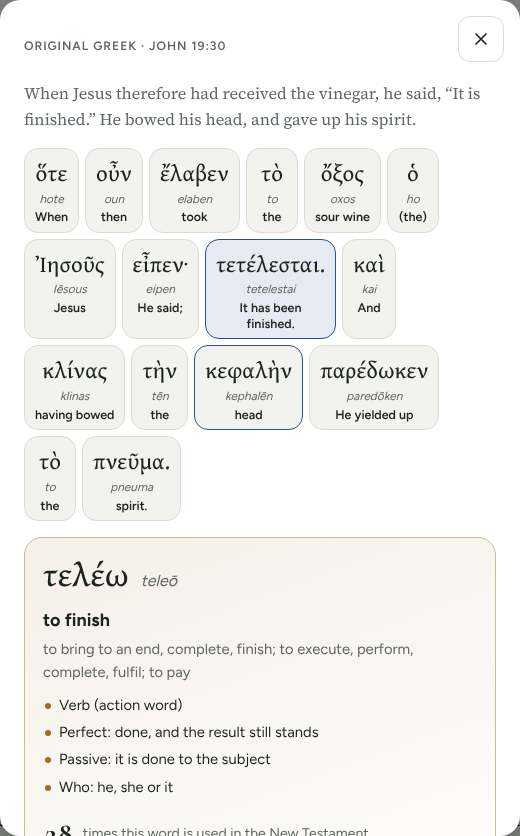 ORIGINAL GREEK · JOHN 19:30
When Jesus therefore had received the vinegar, he said, “It is
finished.” He bowed his head, and gave up his spirit.
ὅτε οὖν ἔλαβεν τὸ ὄξος ὁ
hote oun elaben to oxos ho
When then took the sour wine (the)
Ἰησοῦς εἶπεν· τετέλεσται. καὶ
Iēsous eipen tetelestai kai
Jesus He said; It has been And
finished.
κλίνας τὴν κεφαλὴν παρέδωκεν
klinas tēn kephalēn paredōken
having bowed the head He yielded up
τὸ πνεῦμα.
to pneuma
the spirit.
τελέω teleō
to finish
to bring to an end, complete, finish; to execute, perform,
complete, fulfil; to pay
Verb (action word)
Perfect: done, and the result still stands
Passive: it is done to the subject
Who: he, she or it
times this word is used in the New Testament